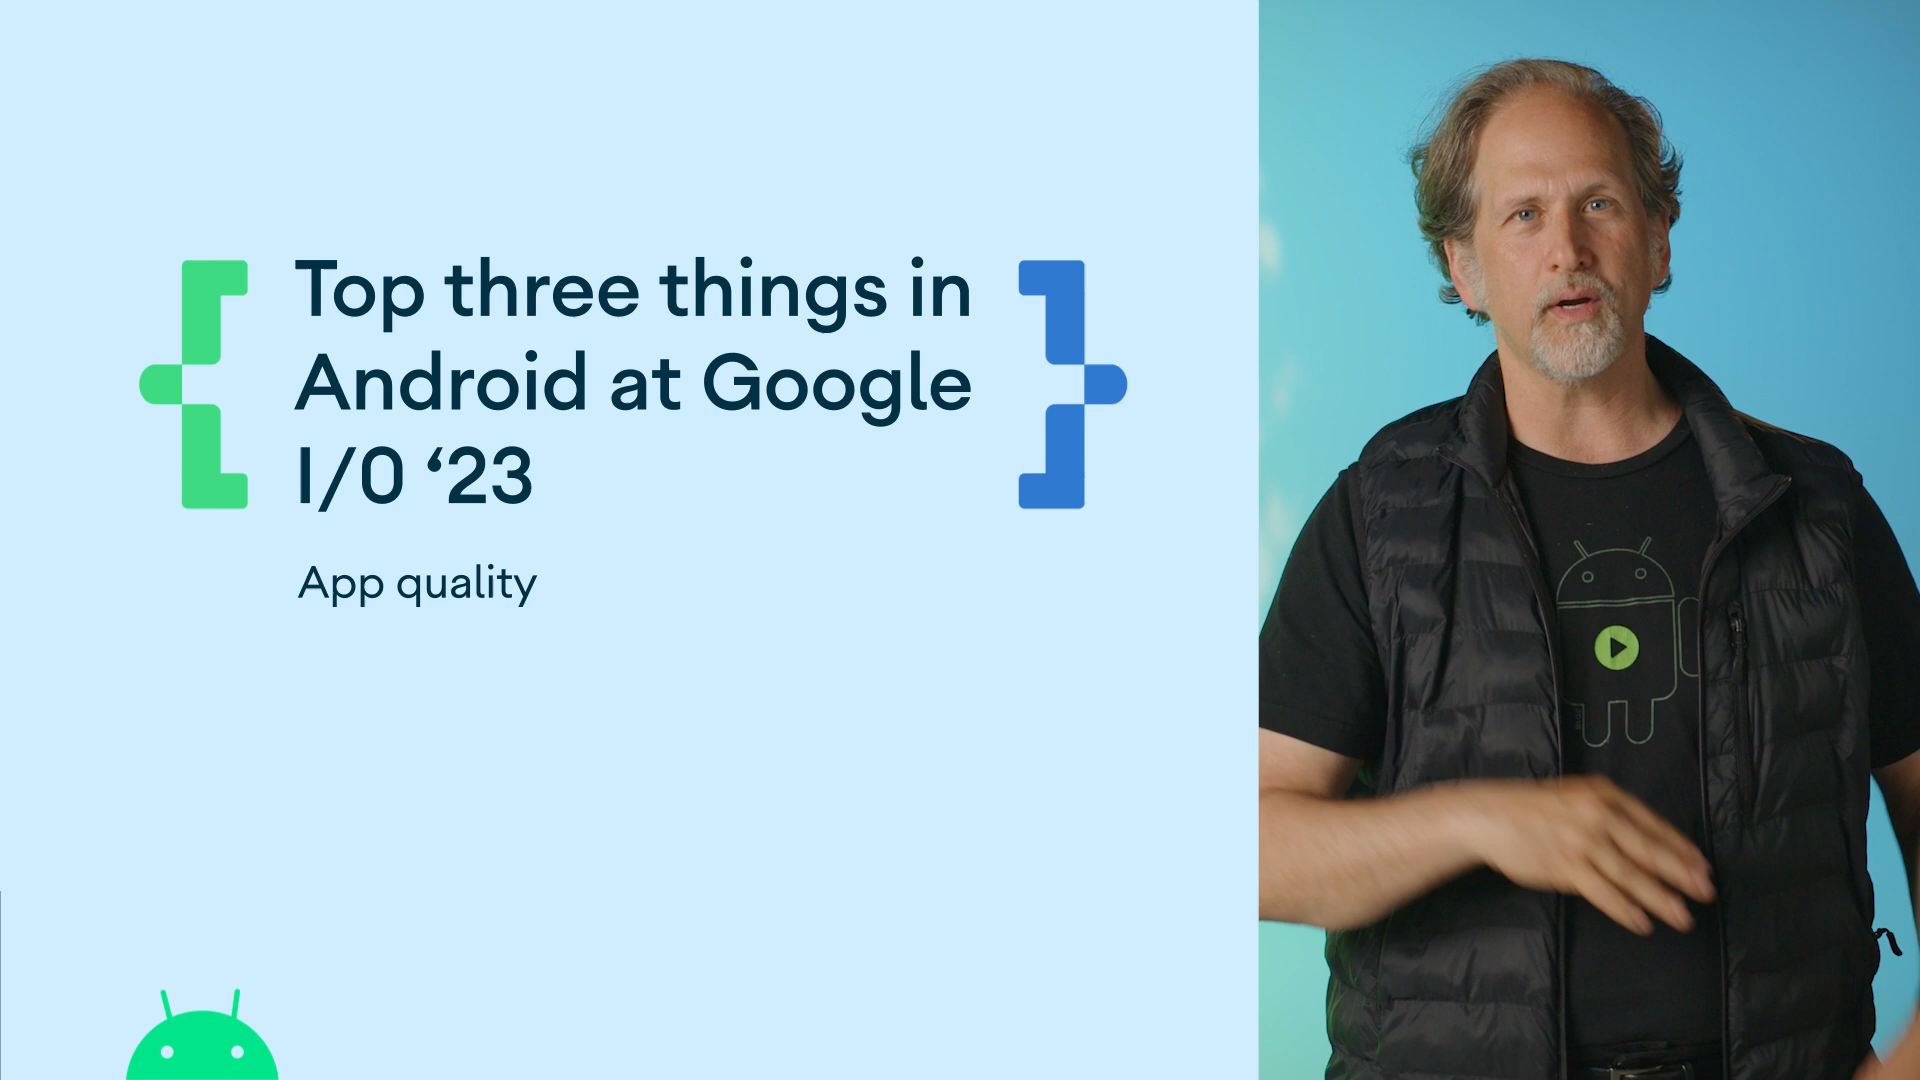 Top three things in
Android at Google
I/O ‘23
App quality